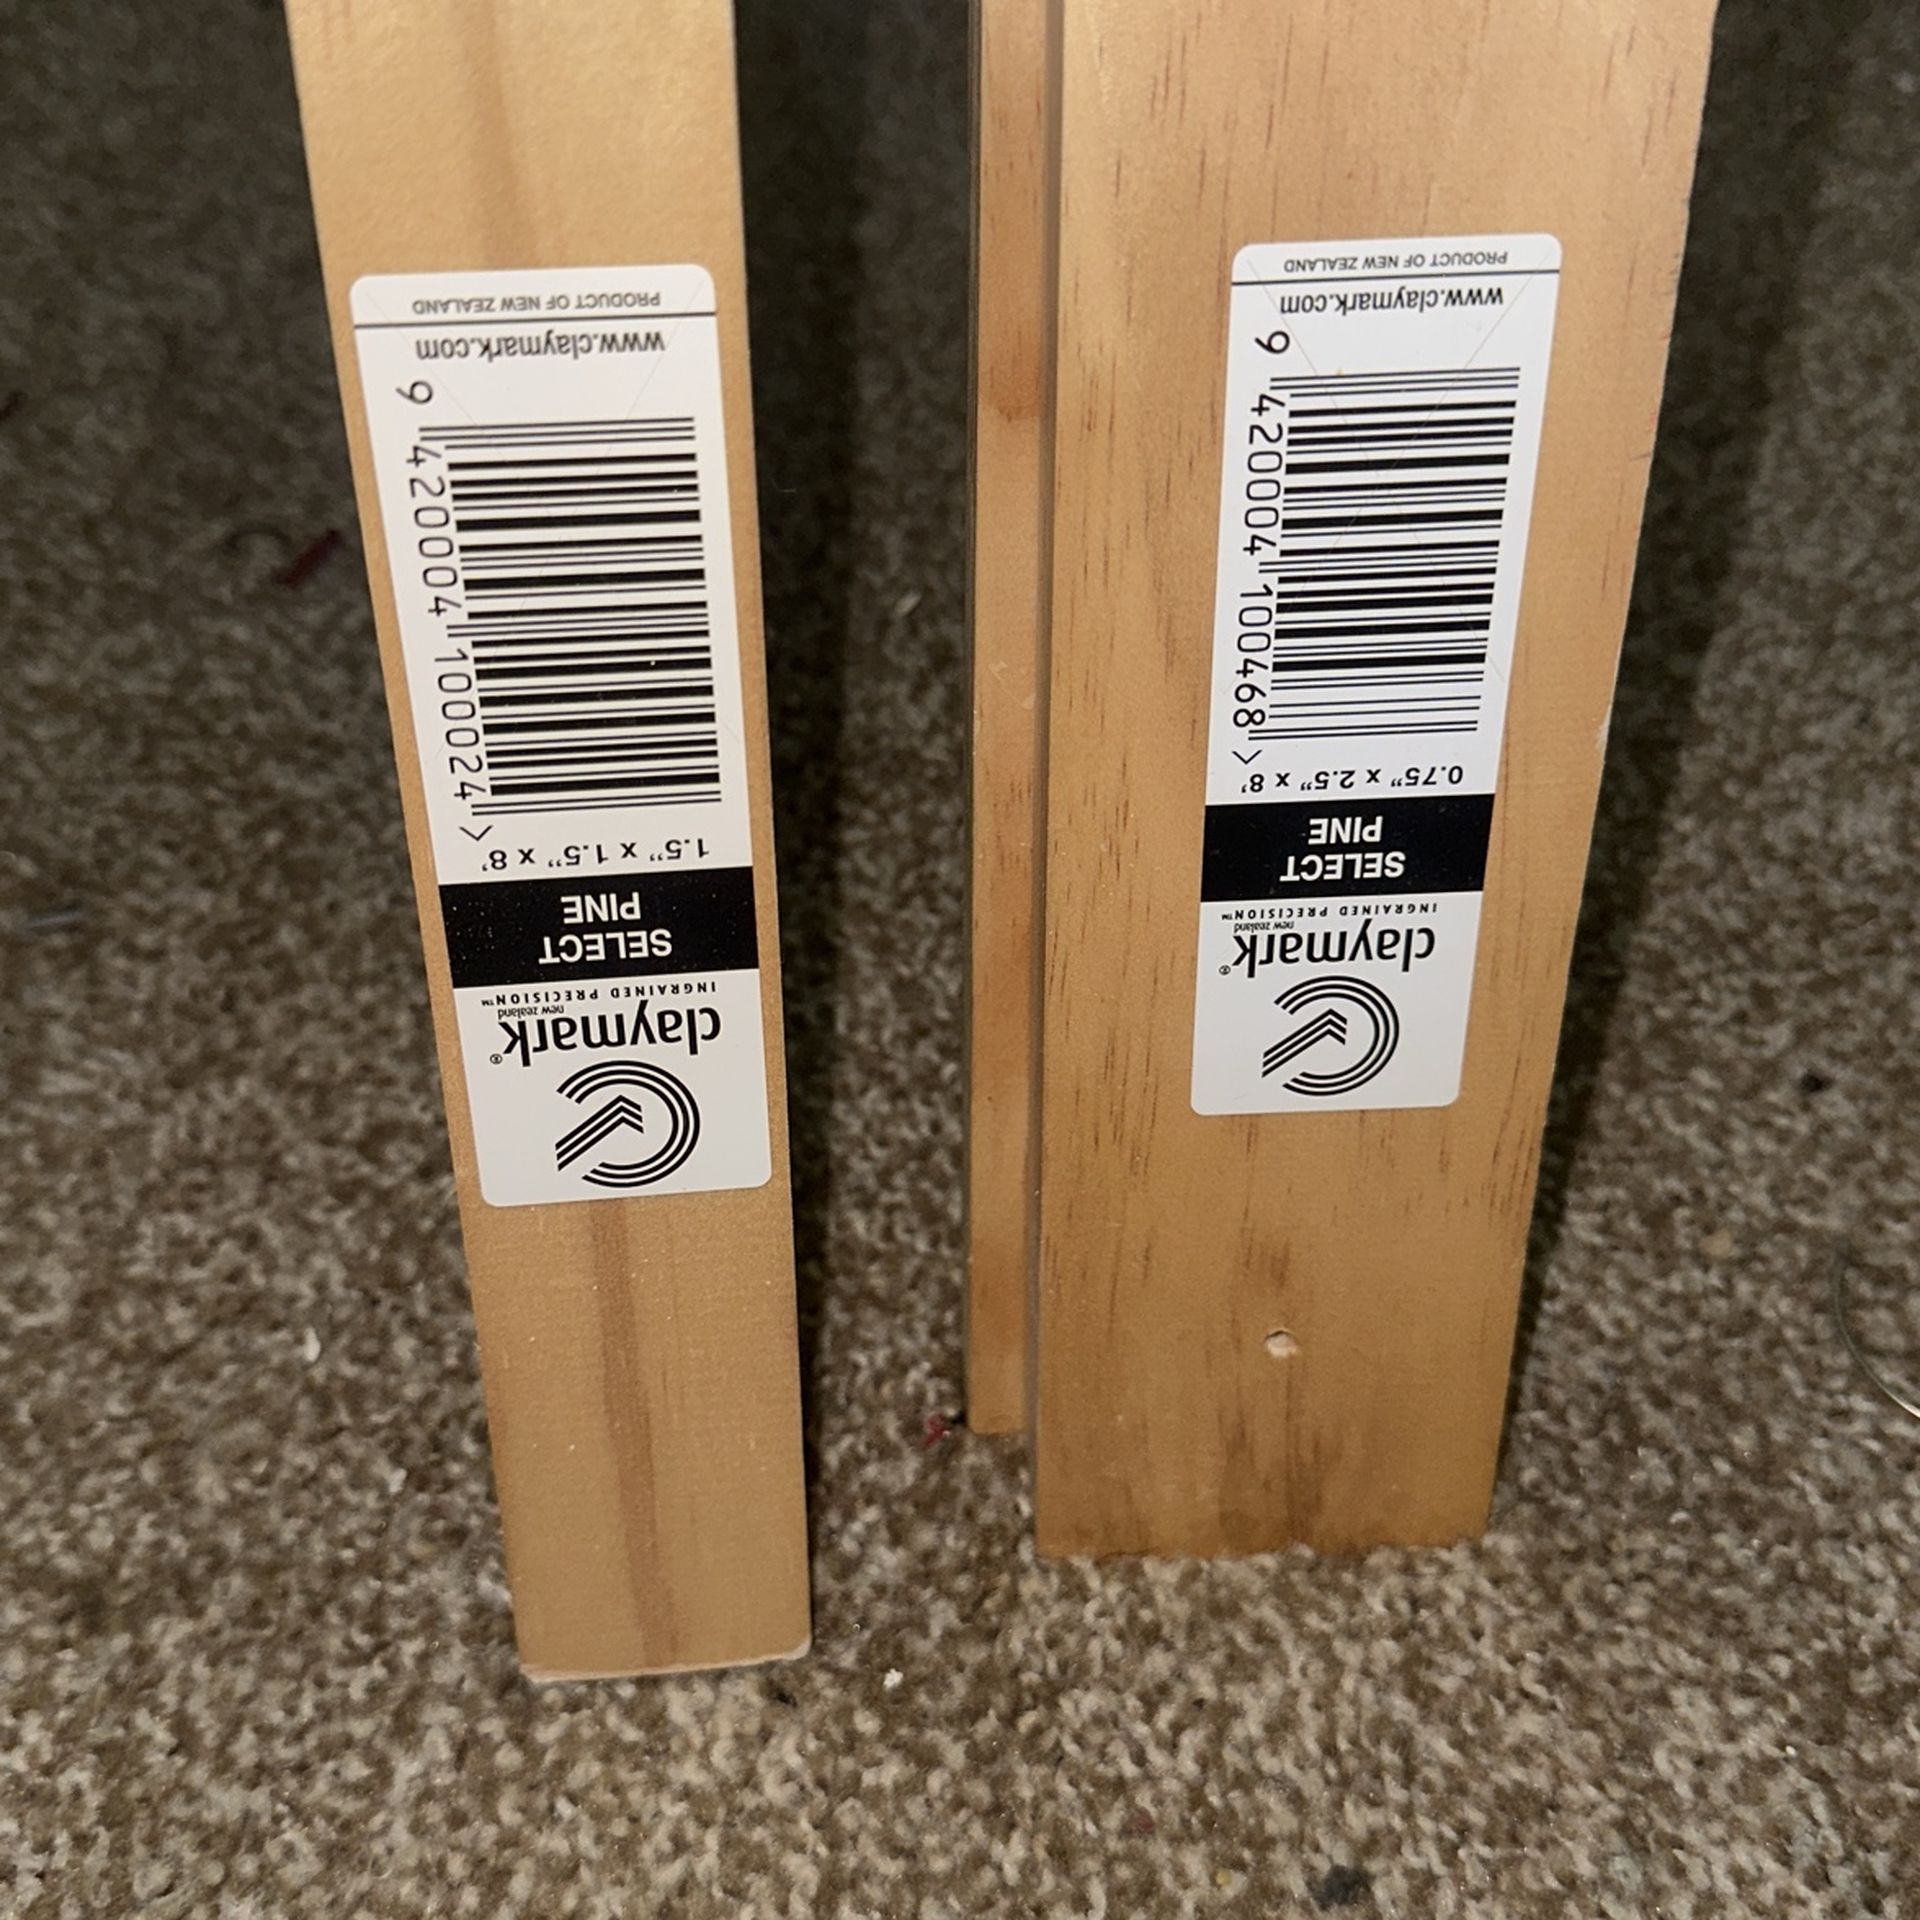 claymark®
new zealand
INGRAINED PRECISION™
SELECT
PINE
1.5” x 1.5” x 8’
9 420004 100024 >
www.claymark.com
PRODUCT OF NEW ZEALAND
claymark®
new zealand
INGRAINED PRECISION™
SELECT
PINE
0.75” x 2.5” x 8’
9 420004 100468 >
www.claymark.com
PRODUCT OF NEW ZEALAND